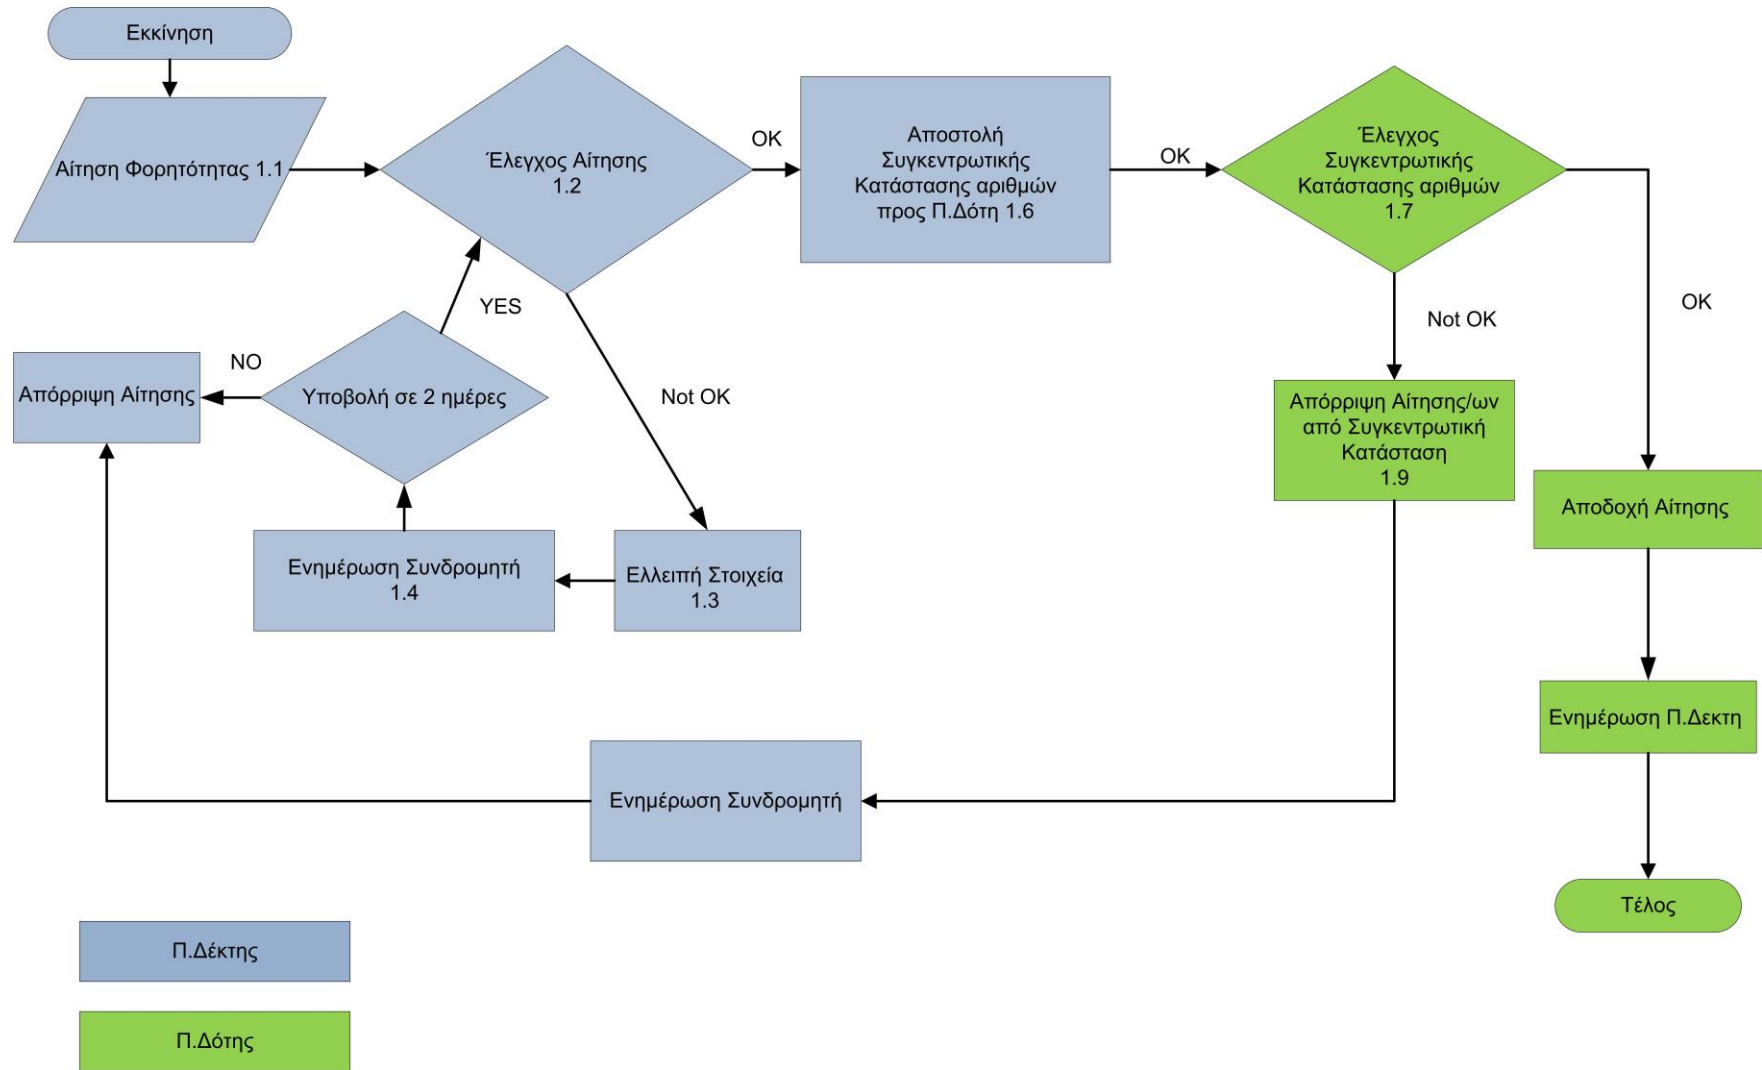 Εκκίνηση
Αίτηση Φορητότητας 1.1
Έλεγχος Αίτησης
1.2
OK
Αποστολή
Συγκεντρωτικής
Κατάστασης αριθμών
προς Π.Δότη 1.6
OK
Έλεγχος
Συγκεντρωτικής
Κατάστασης αριθμών
1.7
OK
Not OK
YES
NO
Απόρριψη Αίτησης
Υποβολή σε 2 ημέρες
Not OK
Απόρριψη Αίτησης/ων
από Συγκεντρωτική
Κατάσταση
1.9
Αποδοχή Αίτησης
Ενημέρωση Συνδρομητή
1.4
Ελλειπή Στοιχεία
1.3
Ενημέρωση Π.Δεκτη
Ενημέρωση Συνδρομητή
Τέλος
Π.Δέκτης
Π.Δότης